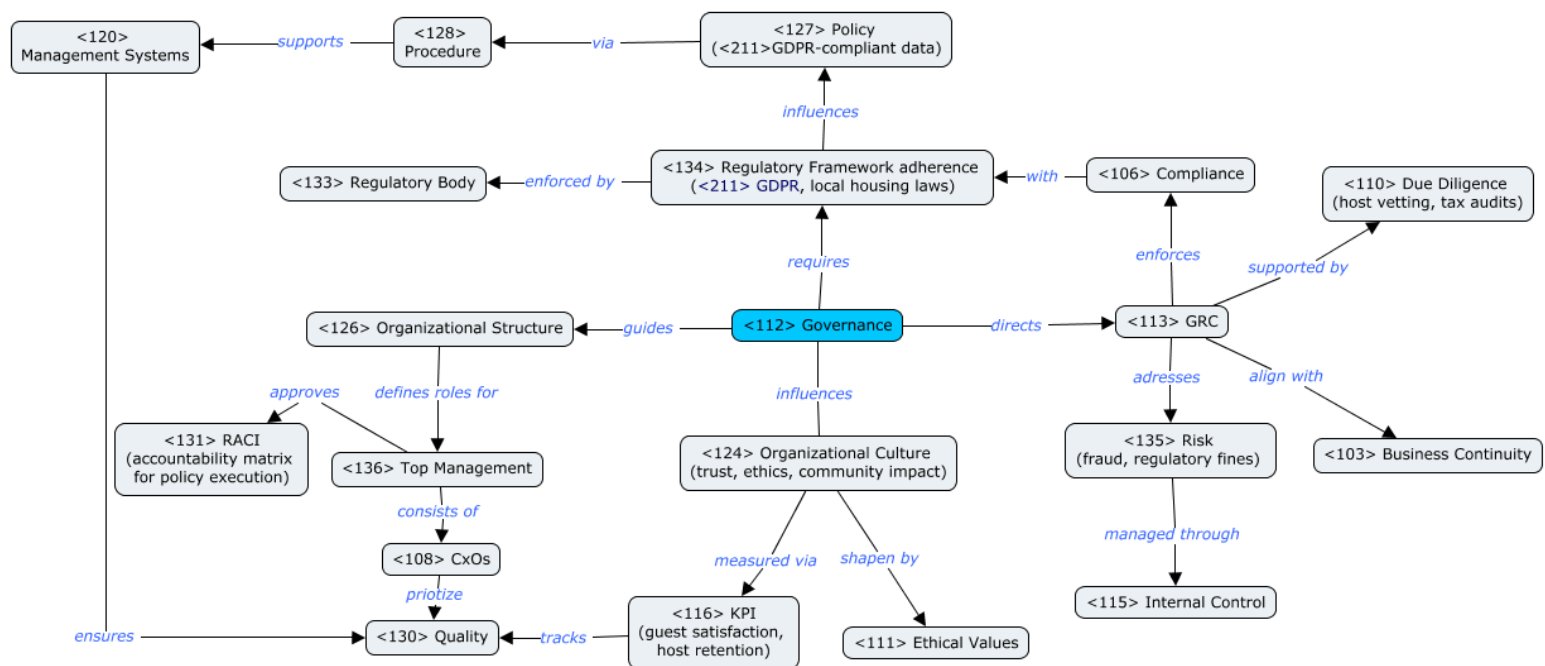 <127> Policy
(<211>GDPR-compliant data)
<120>
Management Systems
supports
<128>
Procedure
via
influences
<134> Regulatory Framework adherence
(<211> GDPR, local housing laws)
<133> Regulatory Body
enforced by
with
<106> Compliance
<110> Due Diligence
(host vetting, tax audits)
requires
enforces
supported by
<126> Organizational Structure
guides
<112> Governance
directs
<113> GRC
approves
defines roles for
influences
adresses
align with
<131> RACI
(accountability matrix
for policy execution)
<136> Top Management
<124> Organizational Culture
(trust, ethics, community impact)
<135> Risk
(fraud, regulatory fines)
<103> Business Continuity
consists of
managed through
<108> CxOs
measured via
shapen by
priotize
<115> Internal Control
ensures
<130> Quality
tracks
<116> KPI
(guest satisfaction,
host retention)
<111> Ethical Values